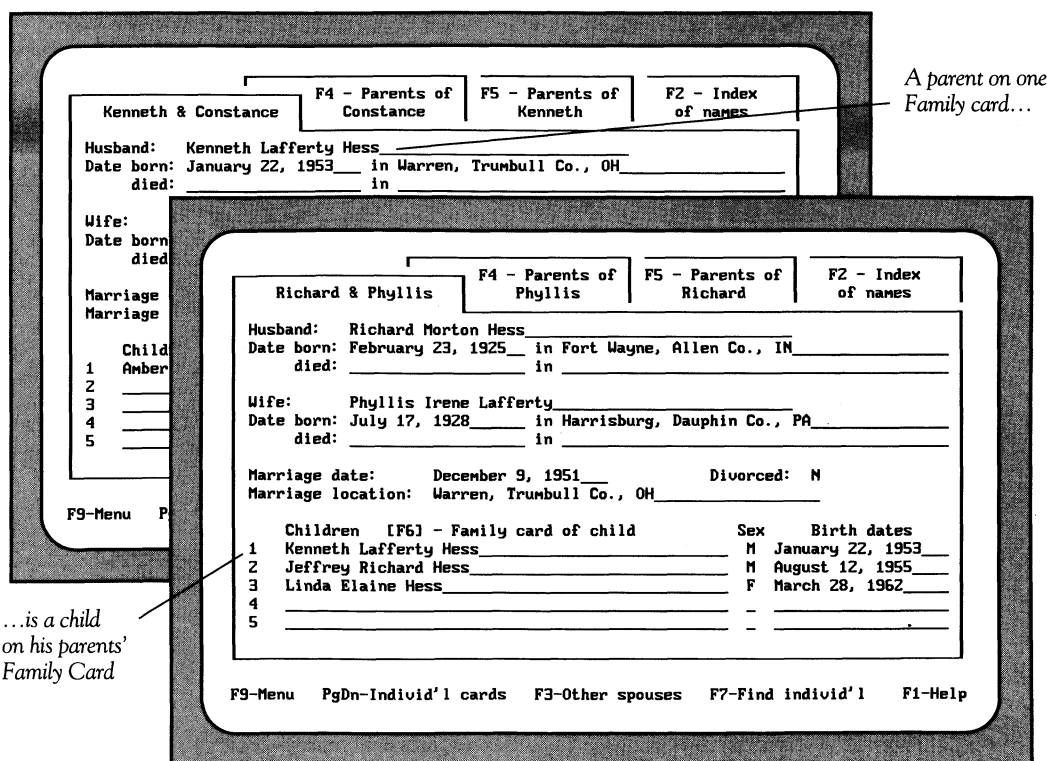 A parent on one
Family card…
F4 - Parents of Constance
F5 - Parents of Kenneth
F2 - Index of names
Kenneth & Constance
Husband: Kenneth Lafferty Hess
Date born: January 22, 1953 in Warren, Trumbull Co., OH
died: in
Wife:
Date born
died
Marriage
Marriage
Child
1 Amber
2
3
4
5
F9-Menu P
F4 - Parents of Phyllis
F5 - Parents of Richard
F2 - Index of names
Richard & Phyllis
Husband: Richard Morton Hess
Date born: February 23, 1925 in Fort Wayne, Allen Co., IN
died: in
Wife: Phyllis Irene Lafferty
Date born: July 17, 1928 in Harrisburg, Dauphin Co., PA
died: in
Marriage date: December 9, 1951 Divorced: N
Marriage location: Warren, Trumbull Co., OH
Children [F6] - Family card of child Sex Birth dates
1 Kenneth Lafferty Hess M January 22, 1953
2 Jeffrey Richard Hess M August 12, 1955
3 Linda Elaine Hess F March 28, 1962
4
5
F9-Menu PgDn-Individ'l cards F3-Other spouses F7-Find individ'l F1-Help
…is a child
on his parents'
Family Card